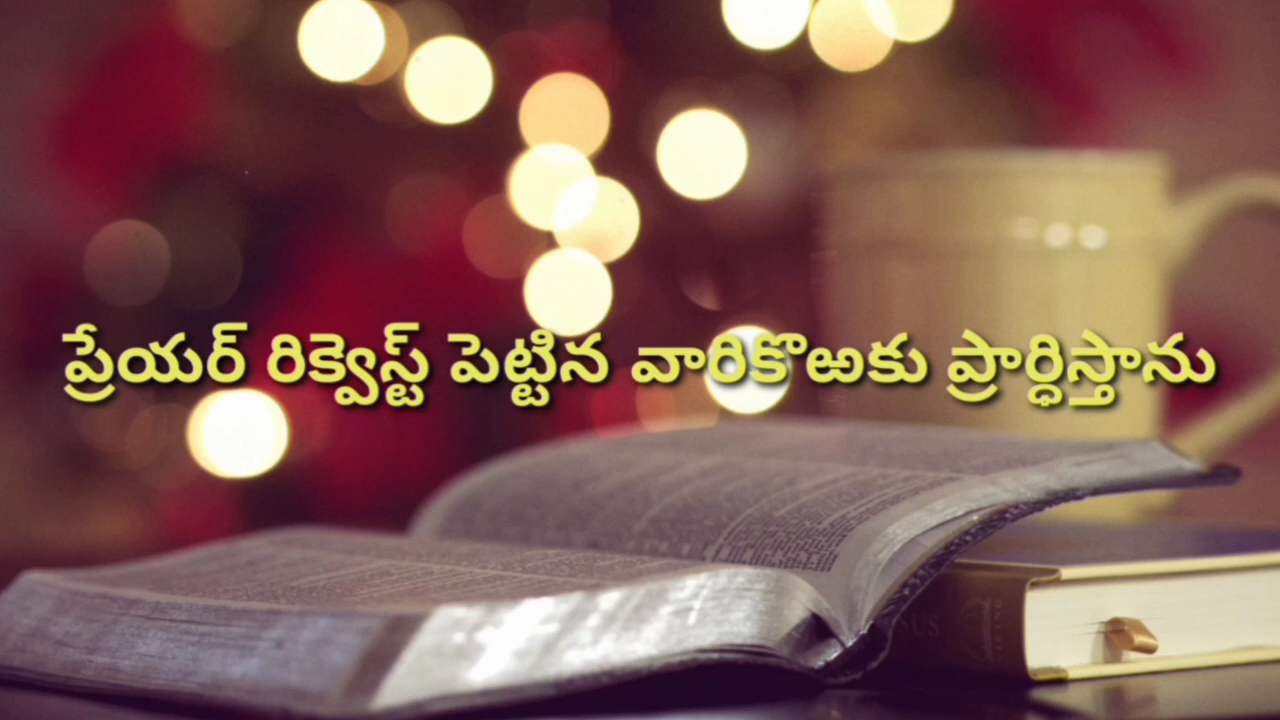 ప్రేయర్ రిక్వెస్ట్ పెట్టిన వారికొఱకు ప్రార్ధిస్తాను